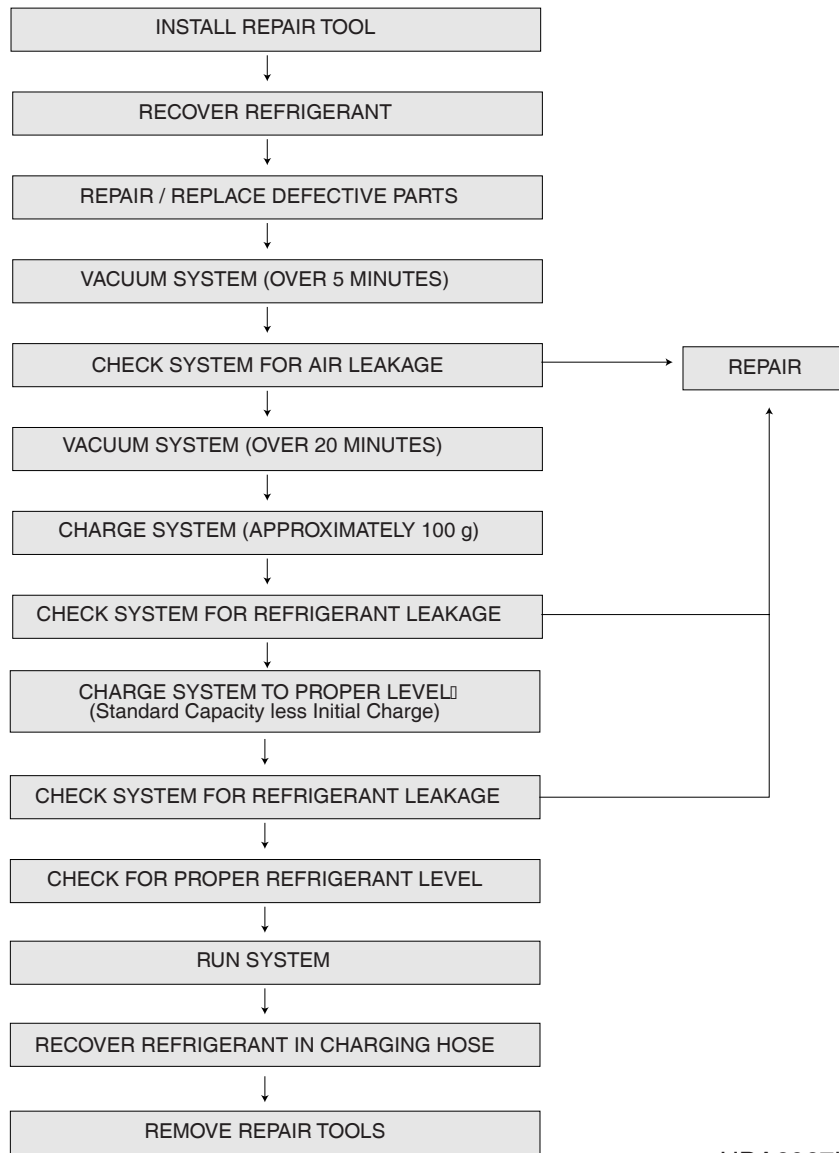 INSTALL REPAIR TOOL
RECOVER REFRIGERANT
REPAIR / REPLACE DEFECTIVE PARTS
VACUUM SYSTEM (OVER 5 MINUTES)
CHECK SYSTEM FOR AIR LEAKAGE
REPAIR
VACUUM SYSTEM (OVER 20 MINUTES)
CHARGE SYSTEM (APPROXIMATELY 100 g)
CHECK SYSTEM FOR REFRIGERANT LEAKAGE
CHARGE SYSTEM TO PROPER LEVEL
(Standard Capacity less Initial Charge)
CHECK SYSTEM FOR REFRIGERANT LEAKAGE
CHECK FOR PROPER REFRIGERANT LEVEL
RUN SYSTEM
RECOVER REFRIGERANT IN CHARGING HOSE
REMOVE REPAIR TOOLS